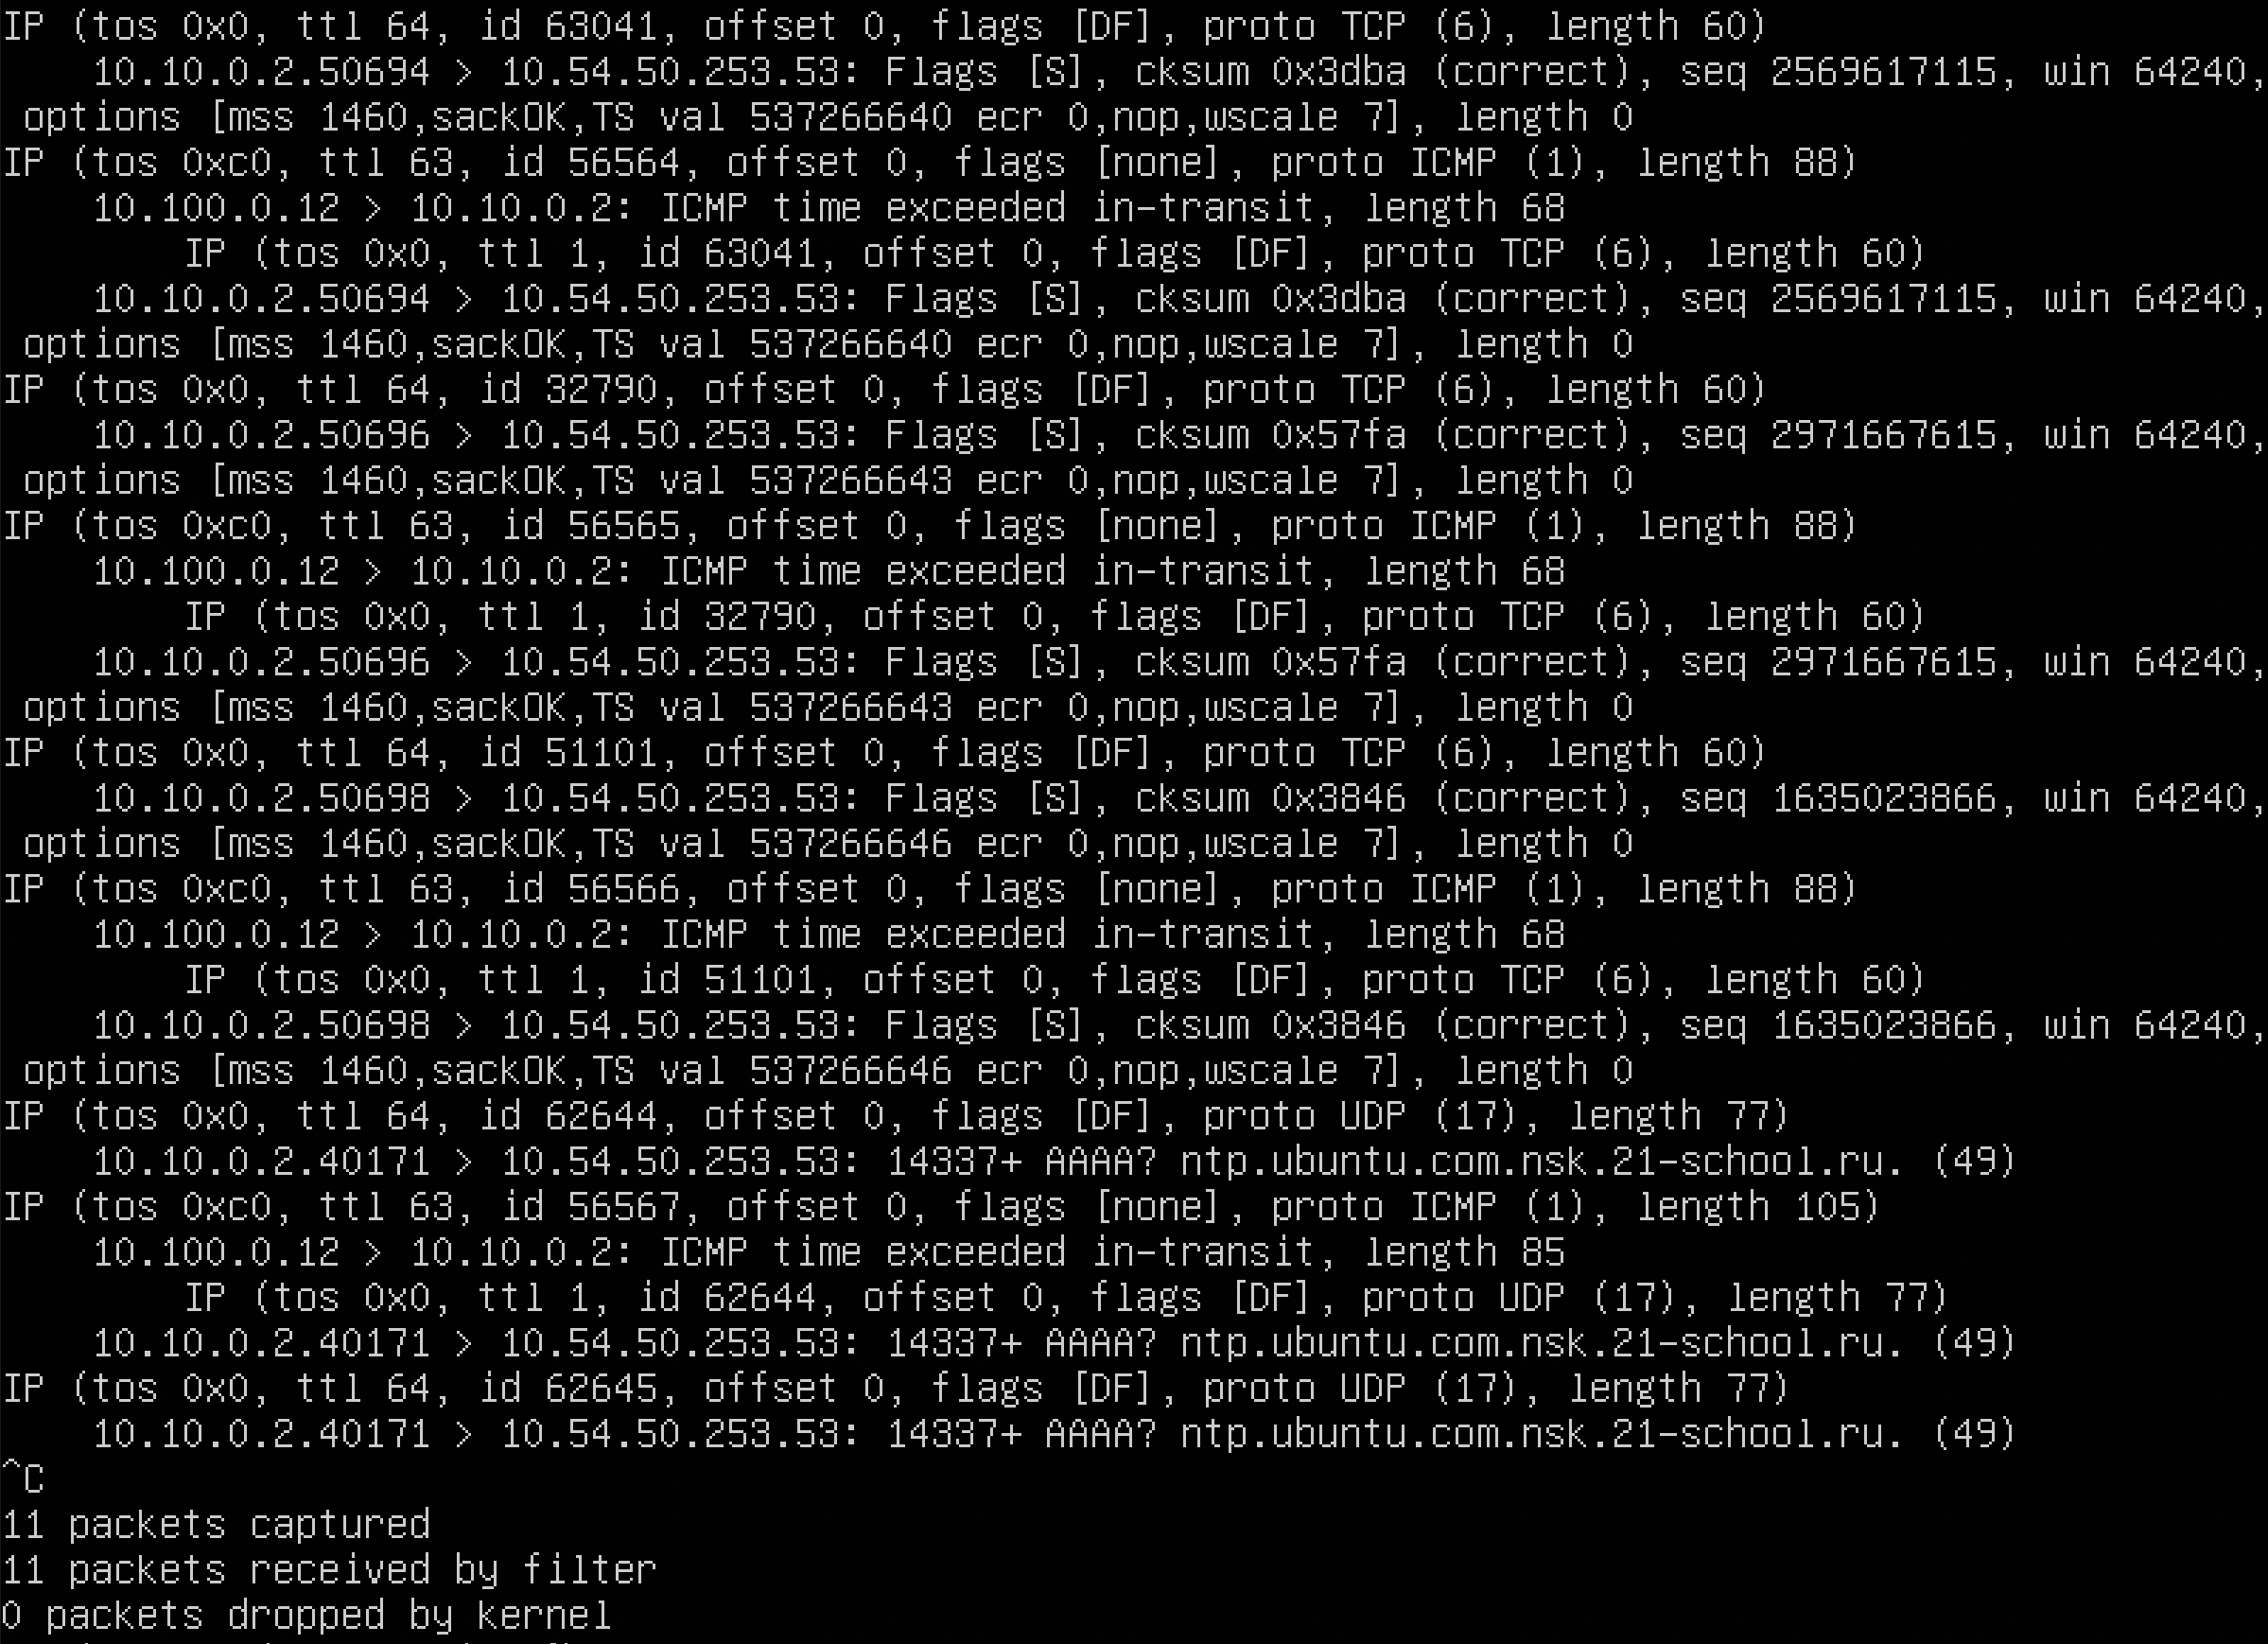 IP (tos 0x0, ttl 64, id 63041, offset 0, flags [DF], proto TCP (6), length 60)
    10.10.0.2.50694 > 10.54.50.253.53: Flags [S], cksum 0x3dba (correct), seq 2569617115, win 64240,
 options [mss 1460,sackOK,TS val 537266640 ecr 0,nop,wscale 7], length 0
IP (tos 0xc0, ttl 63, id 56564, offset 0, flags [none], proto ICMP (1), length 88)
    10.100.0.12 > 10.10.0.2: ICMP time exceeded in-transit, length 68
        IP (tos 0x0, ttl 1, id 63041, offset 0, flags [DF], proto TCP (6), length 60)
    10.10.0.2.50694 > 10.54.50.253.53: Flags [S], cksum 0x3dba (correct), seq 2569617115, win 64240,
 options [mss 1460,sackOK,TS val 537266640 ecr 0,nop,wscale 7], length 0
IP (tos 0x0, ttl 64, id 32790, offset 0, flags [DF], proto TCP (6), length 60)
    10.10.0.2.50696 > 10.54.50.253.53: Flags [S], cksum 0x57fa (correct), seq 2971667615, win 64240,
 options [mss 1460,sackOK,TS val 537266643 ecr 0,nop,wscale 7], length 0
IP (tos 0xc0, ttl 63, id 56565, offset 0, flags [none], proto ICMP (1), length 88)
    10.100.0.12 > 10.10.0.2: ICMP time exceeded in-transit, length 68
        IP (tos 0x0, ttl 1, id 32790, offset 0, flags [DF], proto TCP (6), length 60)
    10.10.0.2.50696 > 10.54.50.253.53: Flags [S], cksum 0x57fa (correct), seq 2971667615, win 64240,
 options [mss 1460,sackOK,TS val 537266643 ecr 0,nop,wscale 7], length 0
IP (tos 0x0, ttl 64, id 51101, offset 0, flags [DF], proto TCP (6), length 60)
    10.10.0.2.50698 > 10.54.50.253.53: Flags [S], cksum 0x3846 (correct), seq 1635023866, win 64240,
 options [mss 1460,sackOK,TS val 537266646 ecr 0,nop,wscale 7], length 0
IP (tos 0xc0, ttl 63, id 56566, offset 0, flags [none], proto ICMP (1), length 88)
    10.100.0.12 > 10.10.0.2: ICMP time exceeded in-transit, length 68
        IP (tos 0x0, ttl 1, id 51101, offset 0, flags [DF], proto TCP (6), length 60)
    10.10.0.2.50698 > 10.54.50.253.53: Flags [S], cksum 0x3846 (correct), seq 1635023866, win 64240,
 options [mss 1460,sackOK,TS val 537266646 ecr 0,nop,wscale 7], length 0
IP (tos 0x0, ttl 64, id 62644, offset 0, flags [DF], proto UDP (17), length 77)
    10.10.0.2.40171 > 10.54.50.253.53: 14337+ AAAA? ntp.ubuntu.com.nsk.21-school.ru. (49)
IP (tos 0xc0, ttl 63, id 56567, offset 0, flags [none], proto ICMP (1), length 105)
    10.100.0.12 > 10.10.0.2: ICMP time exceeded in-transit, length 85
        IP (tos 0x0, ttl 1, id 62644, offset 0, flags [DF], proto UDP (17), length 77)
    10.10.0.2.40171 > 10.54.50.253.53: 14337+ AAAA? ntp.ubuntu.com.nsk.21-school.ru. (49)
IP (tos 0x0, ttl 64, id 62645, offset 0, flags [DF], proto UDP (17), length 77)
    10.10.0.2.40171 > 10.54.50.253.53: 14337+ AAAA? ntp.ubuntu.com.nsk.21-school.ru. (49)
^C
11 packets captured
11 packets received by filter
0 packets dropped by kernel